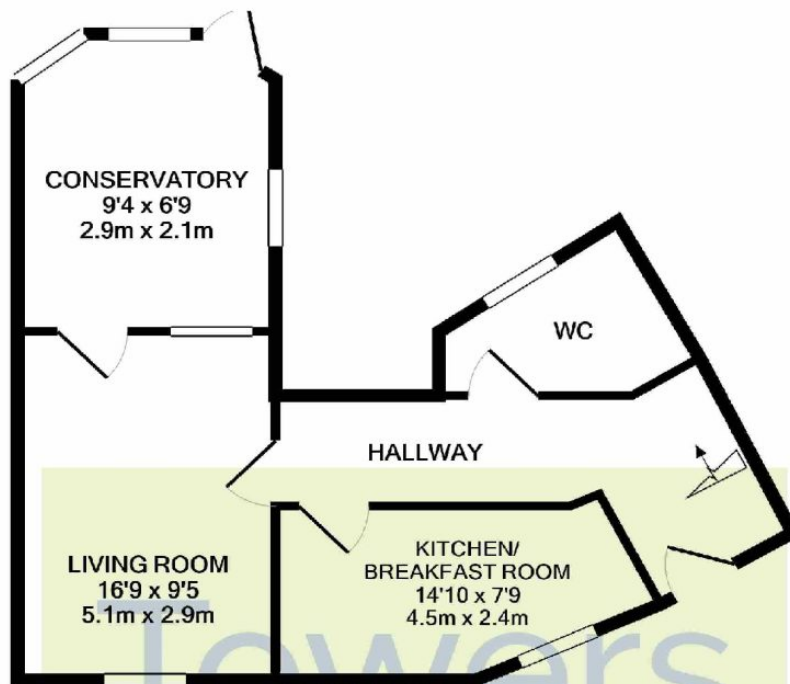 CONSERVATORY
9'4 x 6'9
2.9m x 2.1m
WC
HALLWAY
LIVING ROOM
16'9 x 9'5
5.1m x 2.9m
KITCHEN/
BREAKFAST ROOM
14'10 x 7'9
4.5m x 2.4m
Towers